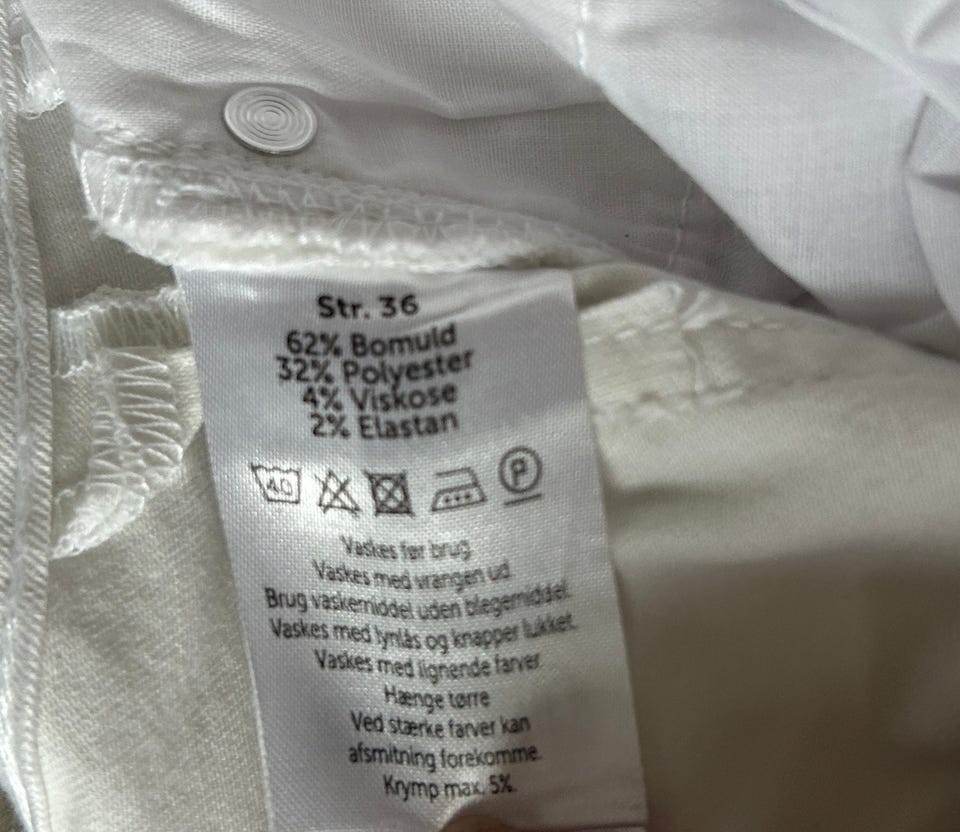 Str. 36
62% Bomuld
32% Polyester
4% Viskose
2% Elastan
40 P
Vaskes før brug
Vaskes med vrangen ud
Brug vaskemiddel uden blegemiddel.
Vaskes med lynlås og knapper lukket.
Vaskes med lignende farver
Hænge tørre
Ved stærke farver kan
afsmitning forekomme.
Krymp max. 5%.